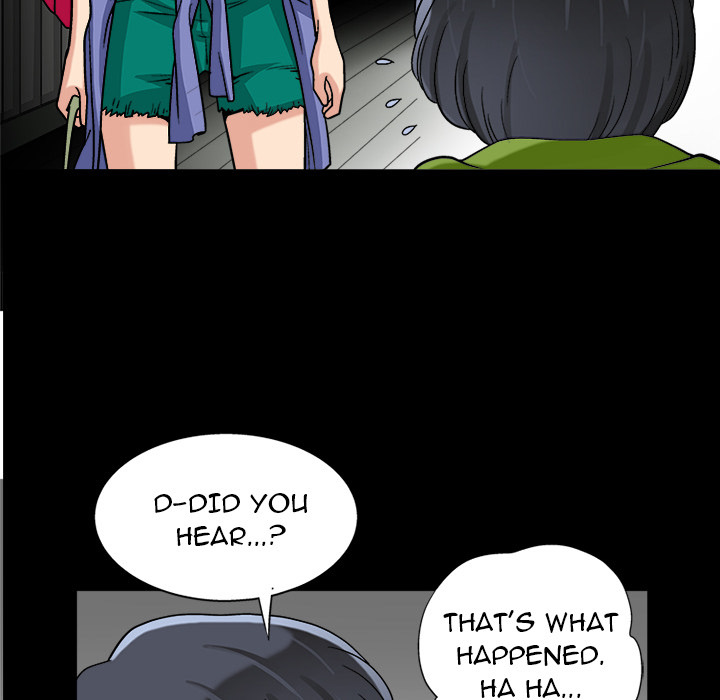 D-DID YOU
HEAR...?
THAT'S WHAT
HAPPENED.
HA HA...